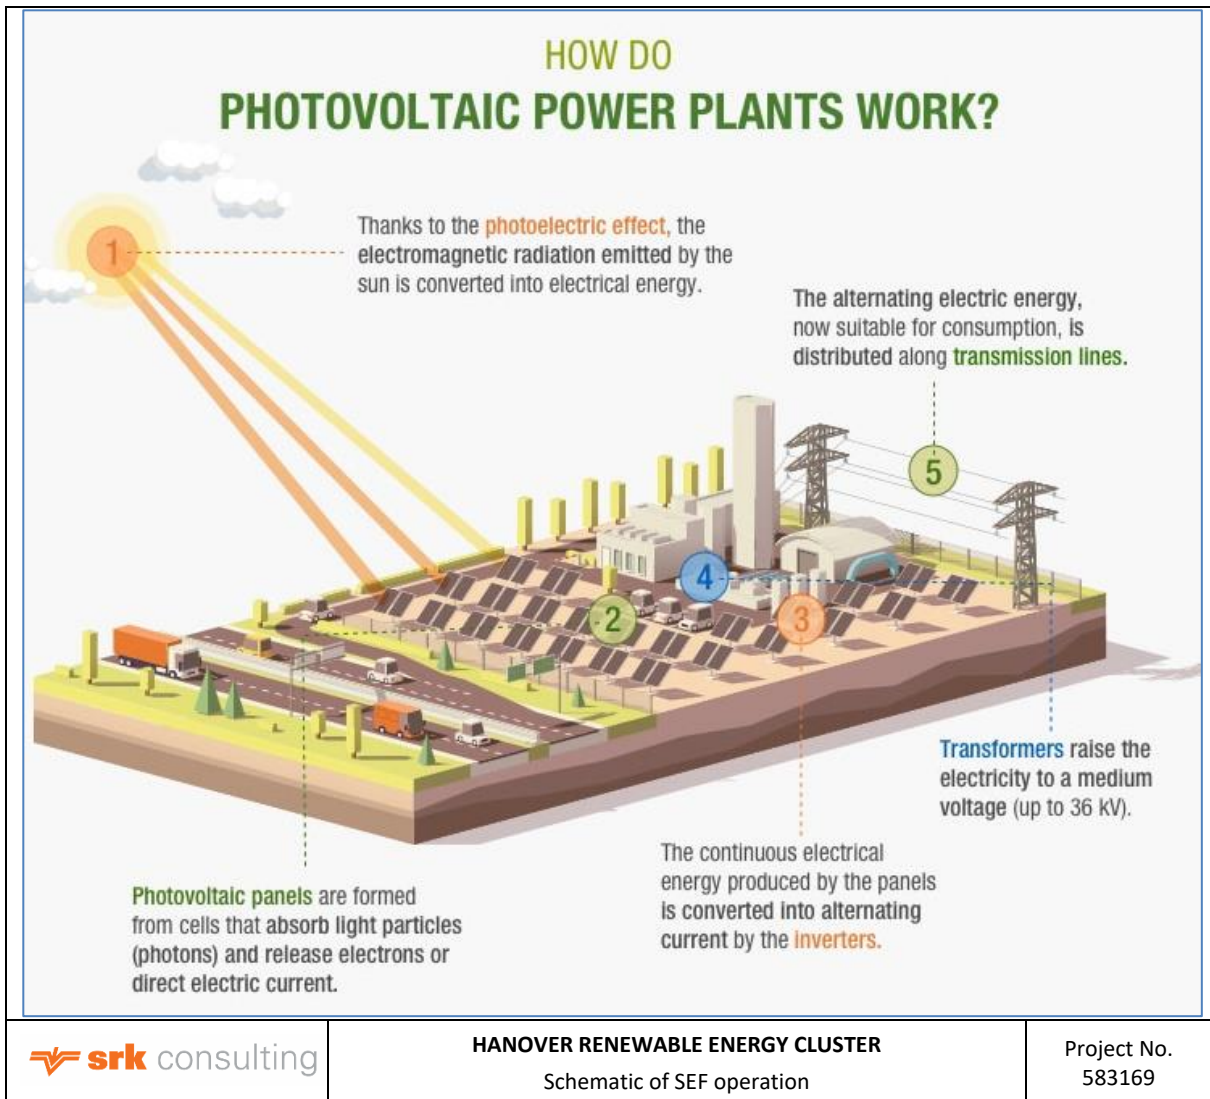 HOW DO
PHOTOVOLTAIC POWER PLANTS WORK?
1
Thanks to the photoelectric effect, the
electromagnetic radiation emitted by the
sun is converted into electrical energy.
The alternating electric energy,
now suitable for consumption, is
distributed along transmission lines.
5
4
2
3
Transformers raise the
electricity to a medium
voltage (up to 36 kV).
The continuous electrical
energy produced by the panels
is converted into alternating
current by the inverters.
Photovoltaic panels are formed
from cells that absorb light particles
(photons) and release electrons or
direct electric current.
srk consulting
HANOVER RENEWABLE ENERGY CLUSTER
Schematic of SEF operation
Project No.
583169